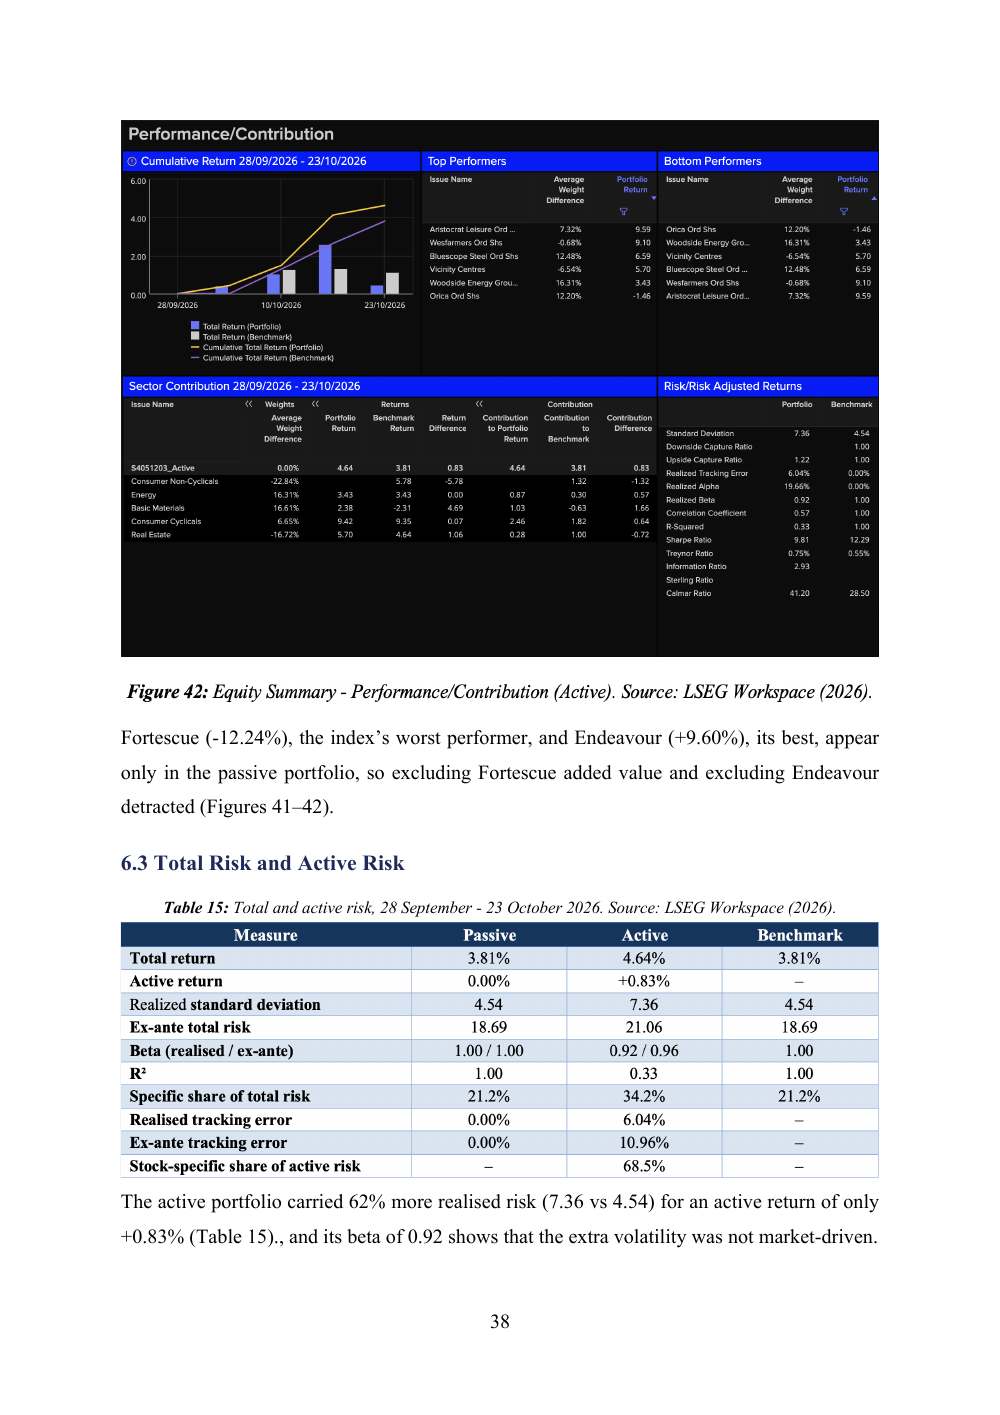 Performance/Contribution
Cumulative Return 28/09/2026 - 23/10/2026
6.00
4.00
2.00
0.00
28/09/2026 10/10/2026 23/10/2026
Total Return (Portfolio)
Total Return (Benchmark)
Cumulative Total Return (Portfolio)
Cumulative Total Return (Benchmark)
Top Performers
Issue Name Average Weight Difference Portfolio Return
Aristocrat Leisure Ord ... 7.32% 9.59
Wesfarmers Ord Shs -0.68% 9.10
Bluescope Steel Ord Shs 12.48% 6.59
Vicinity Centres -6.54% 5.70
Woodside Energy Grou... 16.31% 3.43
Orica Ord Shs 12.20% -1.46
Bottom Performers
Issue Name Average Weight Difference Portfolio Return
Orica Ord Shs 12.20% -1.46
Woodside Energy Gro... 16.31% 3.43
Vicinity Centres -6.54% 5.70
Bluescope Steel Ord ... 12.48% 6.59
Wesfarmers Ord Shs -0.68% 9.10
Aristocrat Leisure Ord... 7.32% 9.59
Sector Contribution 28/09/2026 - 23/10/2026
Issue Name << Weights << Returns << Contribution
Average Weight Difference Portfolio Return Benchmark Return Return Difference Contribution to Portfolio Return Contribution to Benchmark Contribution Difference
S4051203_Active 0.00% 4.64 3.81 0.83 4.64 3.81 0.83
Consumer Non-Cyclicals -22.84% 5.78 -5.78 1.32 -1.32
Energy 16.31% 3.43 3.43 0.00 0.87 0.30 0.57
Basic Materials 16.61% 2.38 -2.31 4.69 1.03 -0.63 1.66
Consumer Cyclicals 6.65% 9.42 9.35 0.07 2.46 1.82 0.64
Real Estate -16.72% 5.70 4.64 1.06 0.28 1.00 -0.72
Risk/Risk Adjusted Returns
Portfolio Benchmark
Standard Deviation 7.36 4.54
Downside Capture Ratio 1.00
Upside Capture Ratio 1.22 1.00
Realized Tracking Error 6.04% 0.00%
Realized Alpha 19.66% 0.00%
Realized Beta 0.92 1.00
Correlation Coefficient 0.57 1.00
R-Squared 0.33 1.00
Sharpe Ratio 9.81 12.29
Treynor Ratio 0.75% 0.55%
Information Ratio 2.93
Sterling Ratio
Calmar Ratio 41.20 28.50
Figure 42: Equity Summary - Performance/Contribution (Active). Source: LSEG Workspace (2026).
Fortescue (-12.24%), the index’s worst performer, and Endeavour (+9.60%), its best, appear
only in the passive portfolio, so excluding Fortescue added value and excluding Endeavour
detracted (Figures 41–42).
6.3 Total Risk and Active Risk
Table 15: Total and active risk, 28 September - 23 October 2026. Source: LSEG Workspace (2026).
Measure Passive Active Benchmark
Total return 3.81% 4.64% 3.81%
Active return 0.00% +0.83% –
Realized standard deviation 4.54 7.36 4.54
Ex-ante total risk 18.69 21.06 18.69
Beta (realised / ex-ante) 1.00 / 1.00 0.92 / 0.96 1.00
R² 1.00 0.33 1.00
Specific share of total risk 21.2% 34.2% 21.2%
Realised tracking error 0.00% 6.04% –
Ex-ante tracking error 0.00% 10.96% –
Stock-specific share of active risk – 68.5% –
The active portfolio carried 62% more realised risk (7.36 vs 4.54) for an active return of only
+0.83% (Table 15)., and its beta of 0.92 shows that the extra volatility was not market-driven.
38